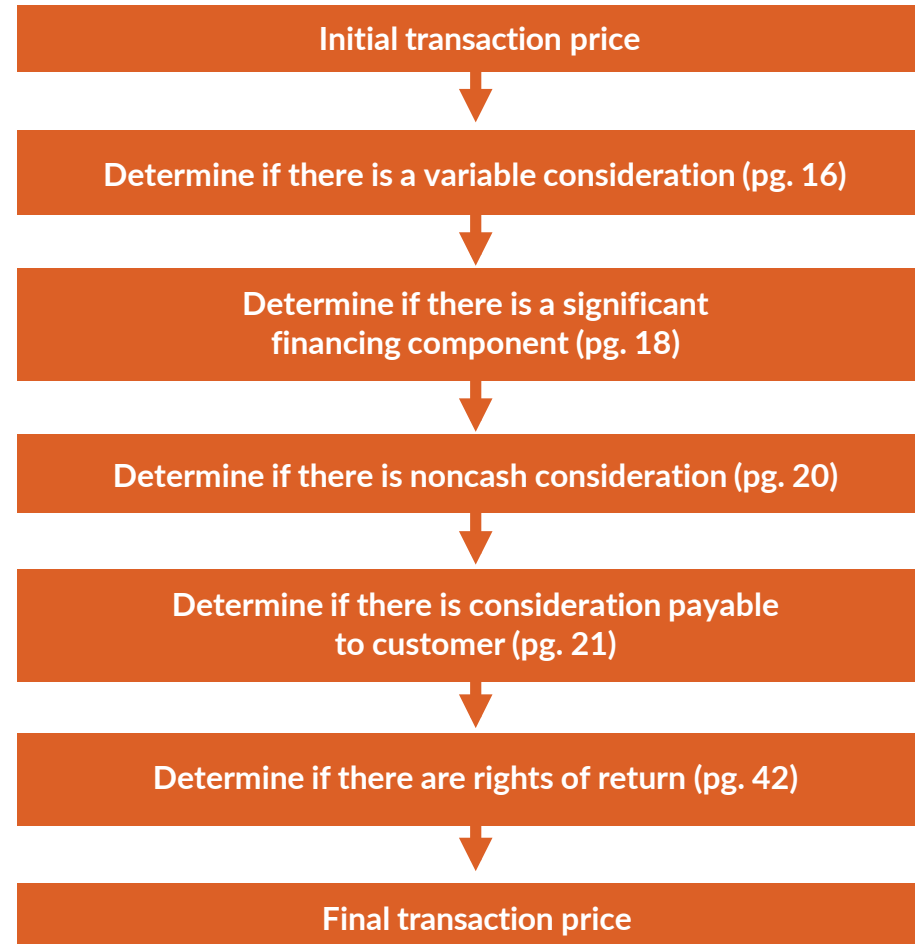 Initial transaction price
Determine if there is a variable consideration (pg. 16)
Determine if there is a significant
financing component (pg. 18)
Determine if there is noncash consideration (pg. 20)
Determine if there is consideration payable
to customer (pg. 21)
Determine if there are rights of return (pg. 42)
Final transaction price